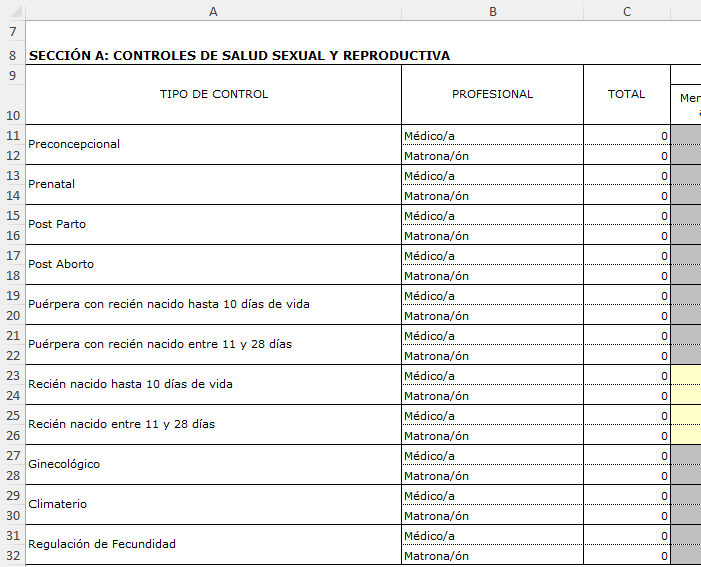 A B C
7
8 SECCIÓN A: CONTROLES DE SALUD SEXUAL Y REPRODUCTIVA
9
TIPO DE CONTROL PROFESIONAL TOTAL
10
11 Médico/a 0
Preconcepcional
12 Matrona/ón 0
13 Médico/a 0
Prenatal
14 Matrona/ón 0
15 Médico/a 0
Post Parto
16 Matrona/ón 0
17 Médico/a 0
Post Aborto
18 Matrona/ón 0
19 Médico/a 0
Puérpera con recién nacido hasta 10 días de vida
20 Matrona/ón 0
21 Médico/a 0
Puérpera con recién nacido entre 11 y 28 días
22 Matrona/ón 0
23 Médico/a 0
Recién nacido hasta 10 días de vida
24 Matrona/ón 0
25 Médico/a 0
Recién nacido entre 11 y 28 días
26 Matrona/ón 0
27 Médico/a 0
Ginecológico
28 Matrona/ón 0
29 Médico/a 0
Climaterio
30 Matrona/ón 0
31 Médico/a 0
Regulación de Fecundidad
32 Matrona/ón 0